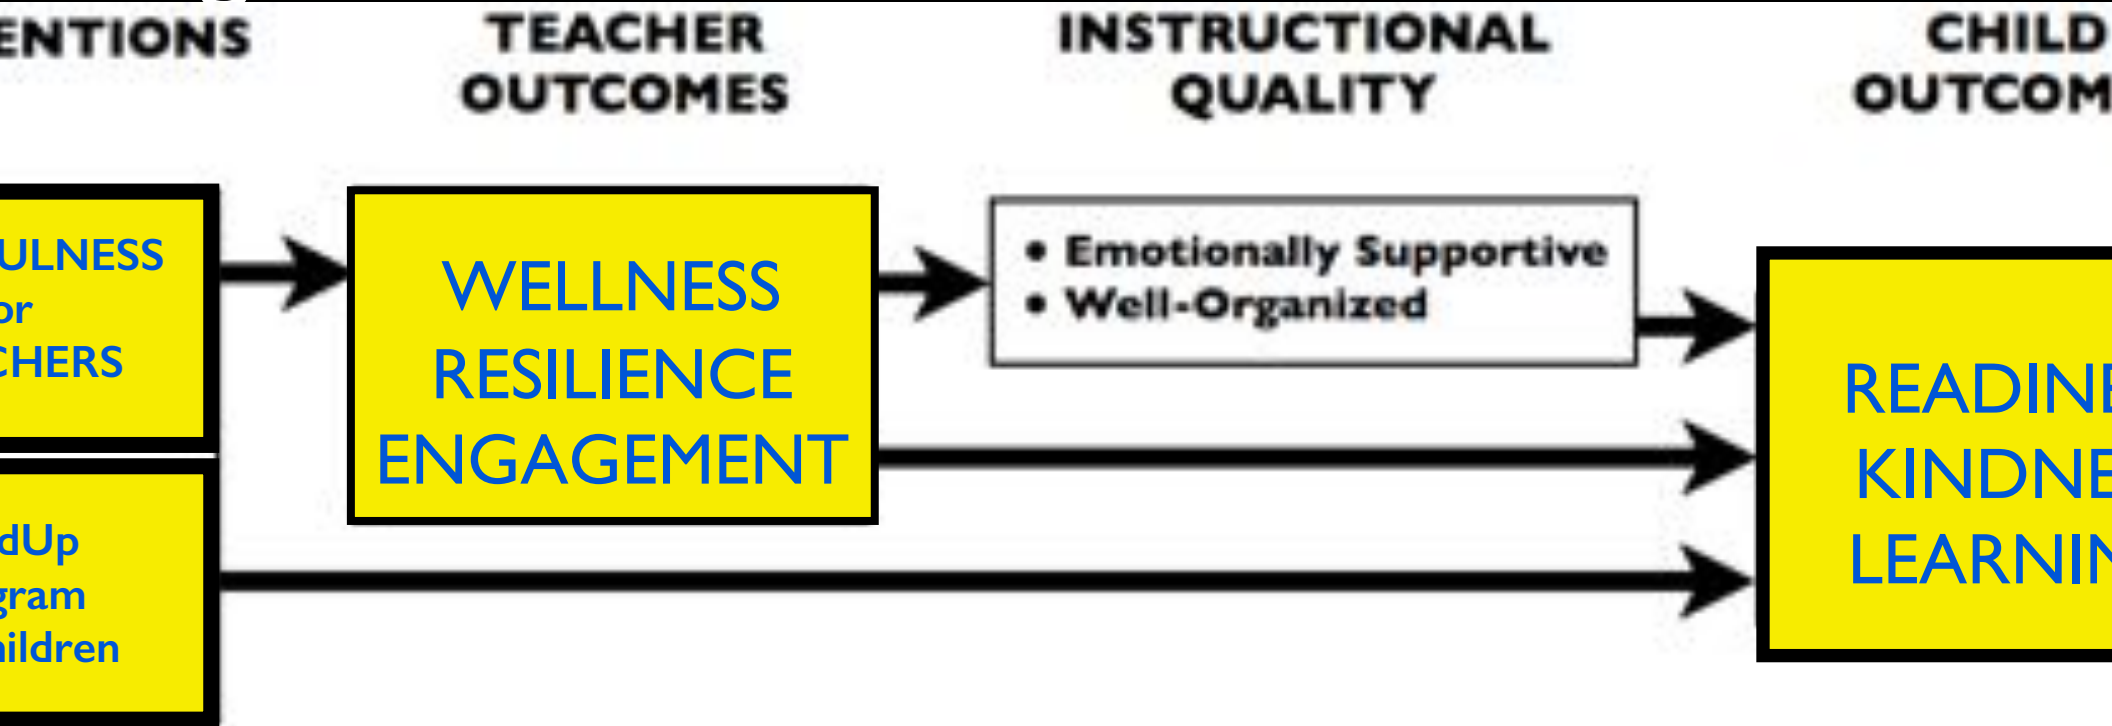 ENTIONS
TEACHER
OUTCOMES
INSTRUCTIONAL
QUALITY
CHILD
OUTCOM
ULNESS
or
CHERS
WELLNESS
RESILIENCE
ENGAGEMENT
• Emotionally Supportive
• Well-Organized
READINE
KINDNE
LEARNIN
dUp
gram
hildren